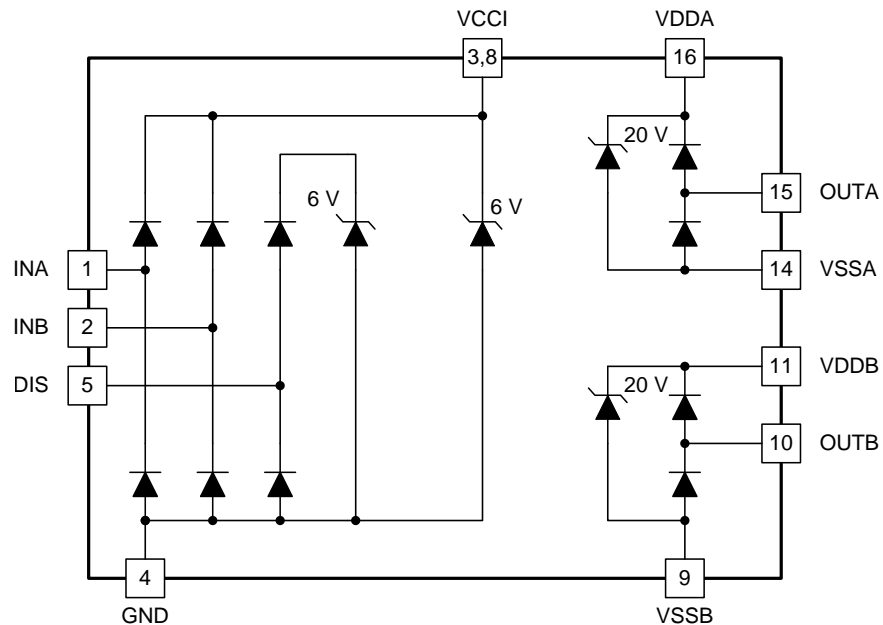 VCCI
VDDA
3,8
16
20 V
6 V
6 V
15
OUTA
INA
1
14
VSSA
INB
2
DIS
5
11
VDDB
20 V
10
OUTB
4
9
GND
VSSB